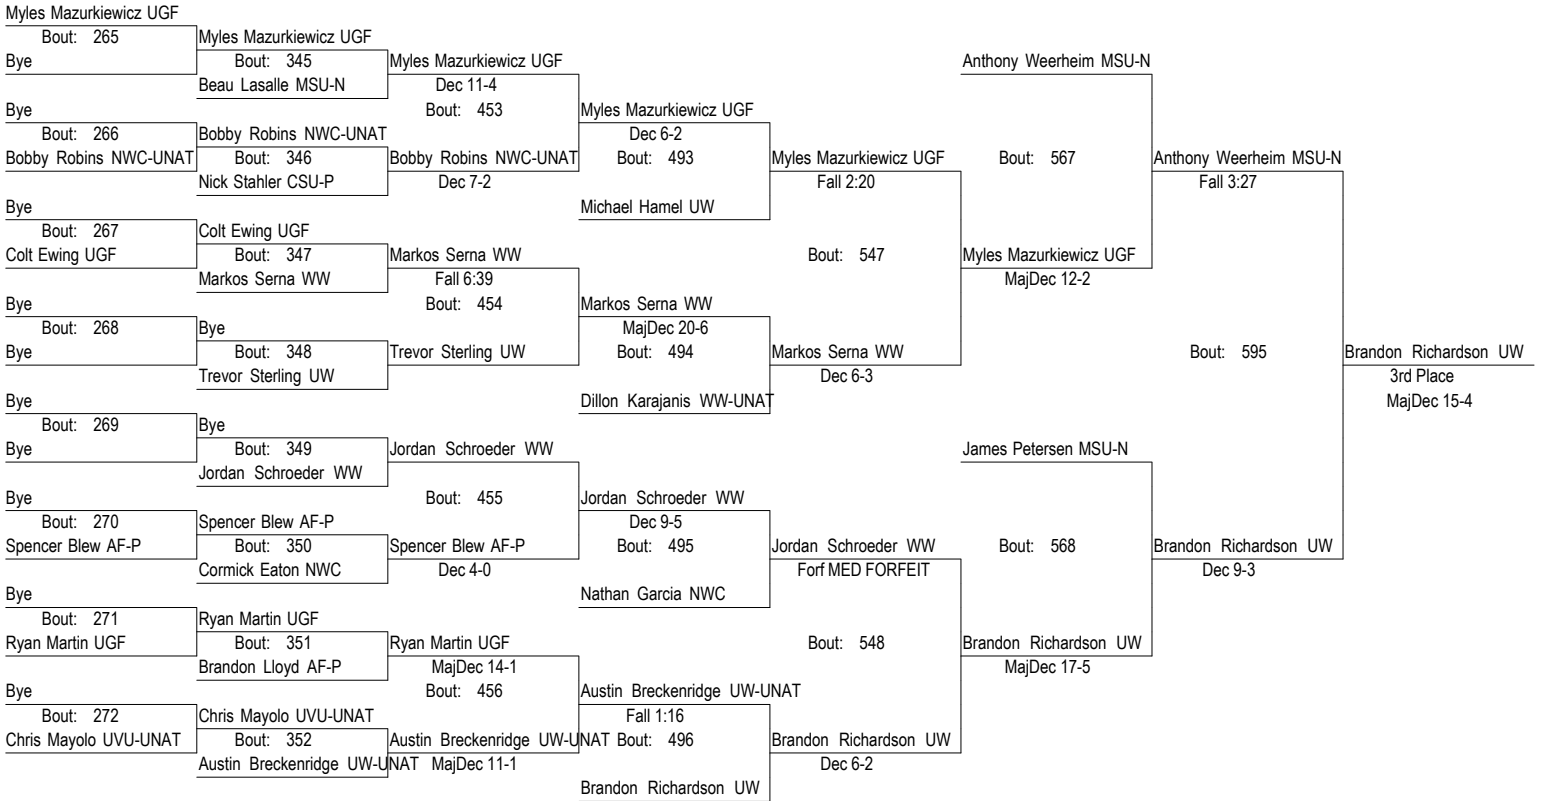 Myles Mazurkiewicz UGF
Bout: 265
Bye
Bye
Bout: 266
Bobby Robins NWC-UNAT
Bye
Bout: 267
Colt Ewing UGF
Bye
Bout: 268
Bye
Bye
Bout: 269
Bye
Bye
Bout: 270
Spencer Blew AF-P
Bye
Bout: 271
Ryan Martin UGF
Bye
Bout: 272
Chris Mayolo UVU-UNAT
Myles Mazurkiewicz UGF
Bout: 345
Beau Lasalle MSU-N
Bobby Robins NWC-UNAT
Bout: 346
Nick Stahler CSU-P
Colt Ewing UGF
Bout: 347
Markos Serna WW
Bye
Bout: 348
Trevor Sterling UW
Bye
Bout: 349
Jordan Schroeder WW
Spencer Blew AF-P
Bout: 350
Cormick Eaton NWC
Ryan Martin UGF
Bout: 351
Brandon Lloyd AF-P
Chris Mayolo UVU-UNAT
Bout: 352
Austin Breckenridge UW-UNAT
Myles Mazurkiewicz UGF
Dec 11-4
Bout: 453
Bobby Robins NWC-UNAT
Dec 7-2
Markos Serna WW
Fall 6:39
Bout: 454
Trevor Sterling UW
Jordan Schroeder WW
Bout: 455
Spencer Blew AF-P
Dec 4-0
Ryan Martin UGF
MajDec 14-1
Bout: 456
Austin Breckenridge UW-UNAT
MajDec 11-1
Myles Mazurkiewicz UGF
Dec 6-2
Bout: 493
Michael Hamel UW
Markos Serna WW
MajDec 20-6
Bout: 494
Dillon Karajanis WW-UNAT
Jordan Schroeder WW
Dec 9-5
Bout: 495
Nathan Garcia NWC
Austin Breckenridge UW-UNAT
Fall 1:16
Bout: 496
Brandon Richardson UW
Myles Mazurkiewicz UGF
Fall 2:20
Bout: 547
Markos Serna WW
Dec 6-3
Jordan Schroeder WW
Forf MED FORFEIT
Bout: 548
Brandon Richardson UW
Dec 6-2
Anthony Weerheim MSU-N
Bout: 567
Myles Mazurkiewicz UGF
MajDec 12-2
James Petersen MSU-N
Bout: 568
Brandon Richardson UW
MajDec 17-5
Anthony Weerheim MSU-N
Fall 3:27
Bout: 595
Brandon Richardson UW
Dec 9-3
Brandon Richardson UW
3rd Place
MajDec 15-4